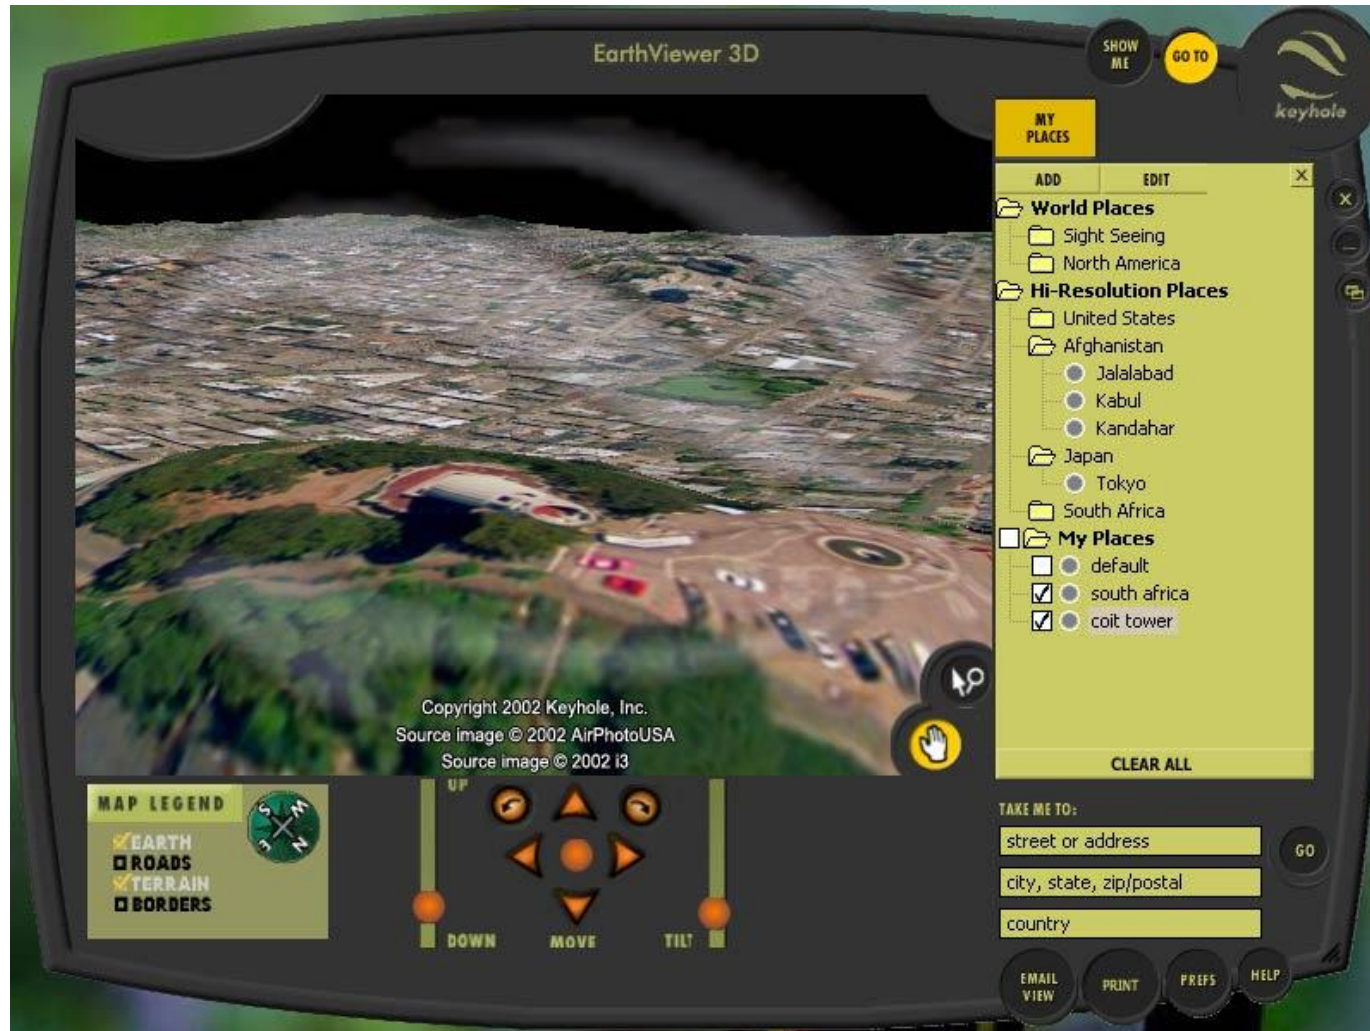 EarthViewer 3D
SHOW
ME
GO TO
keyhole
MY
PLACES
ADD
EDIT
World Places
Sight Seeing
North America
Hi-Resolution Places
United States
Afghanistan
Jalalabad
Kabul
Kandahar
Japan
Tokyo
South Africa
My Places
default
south africa
coit tower
CLEAR ALL
Copyright 2002 Keyhole, Inc.
Source image © 2002 AirPhotoUSA
Source image © 2002 i3
MAP LEGEND
EARTH
ROADS
TERRAIN
BORDERS
S
W
E
N
UP
DOWN
MOVE
TILT
TAKE ME TO:
street or address
city, state, zip/postal
country
GO
EMAIL
VIEW
PRINT
PREFS
HELP